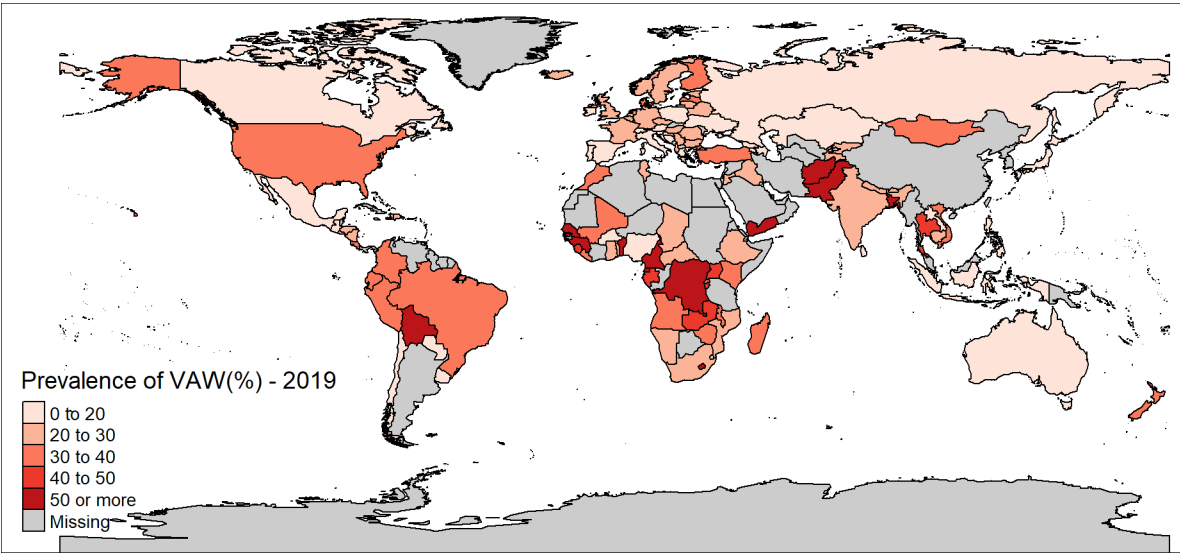 Prevalence of VAW(%) - 2019
0 to 20
20 to 30
30 to 40
40 to 50
50 or more
Missing